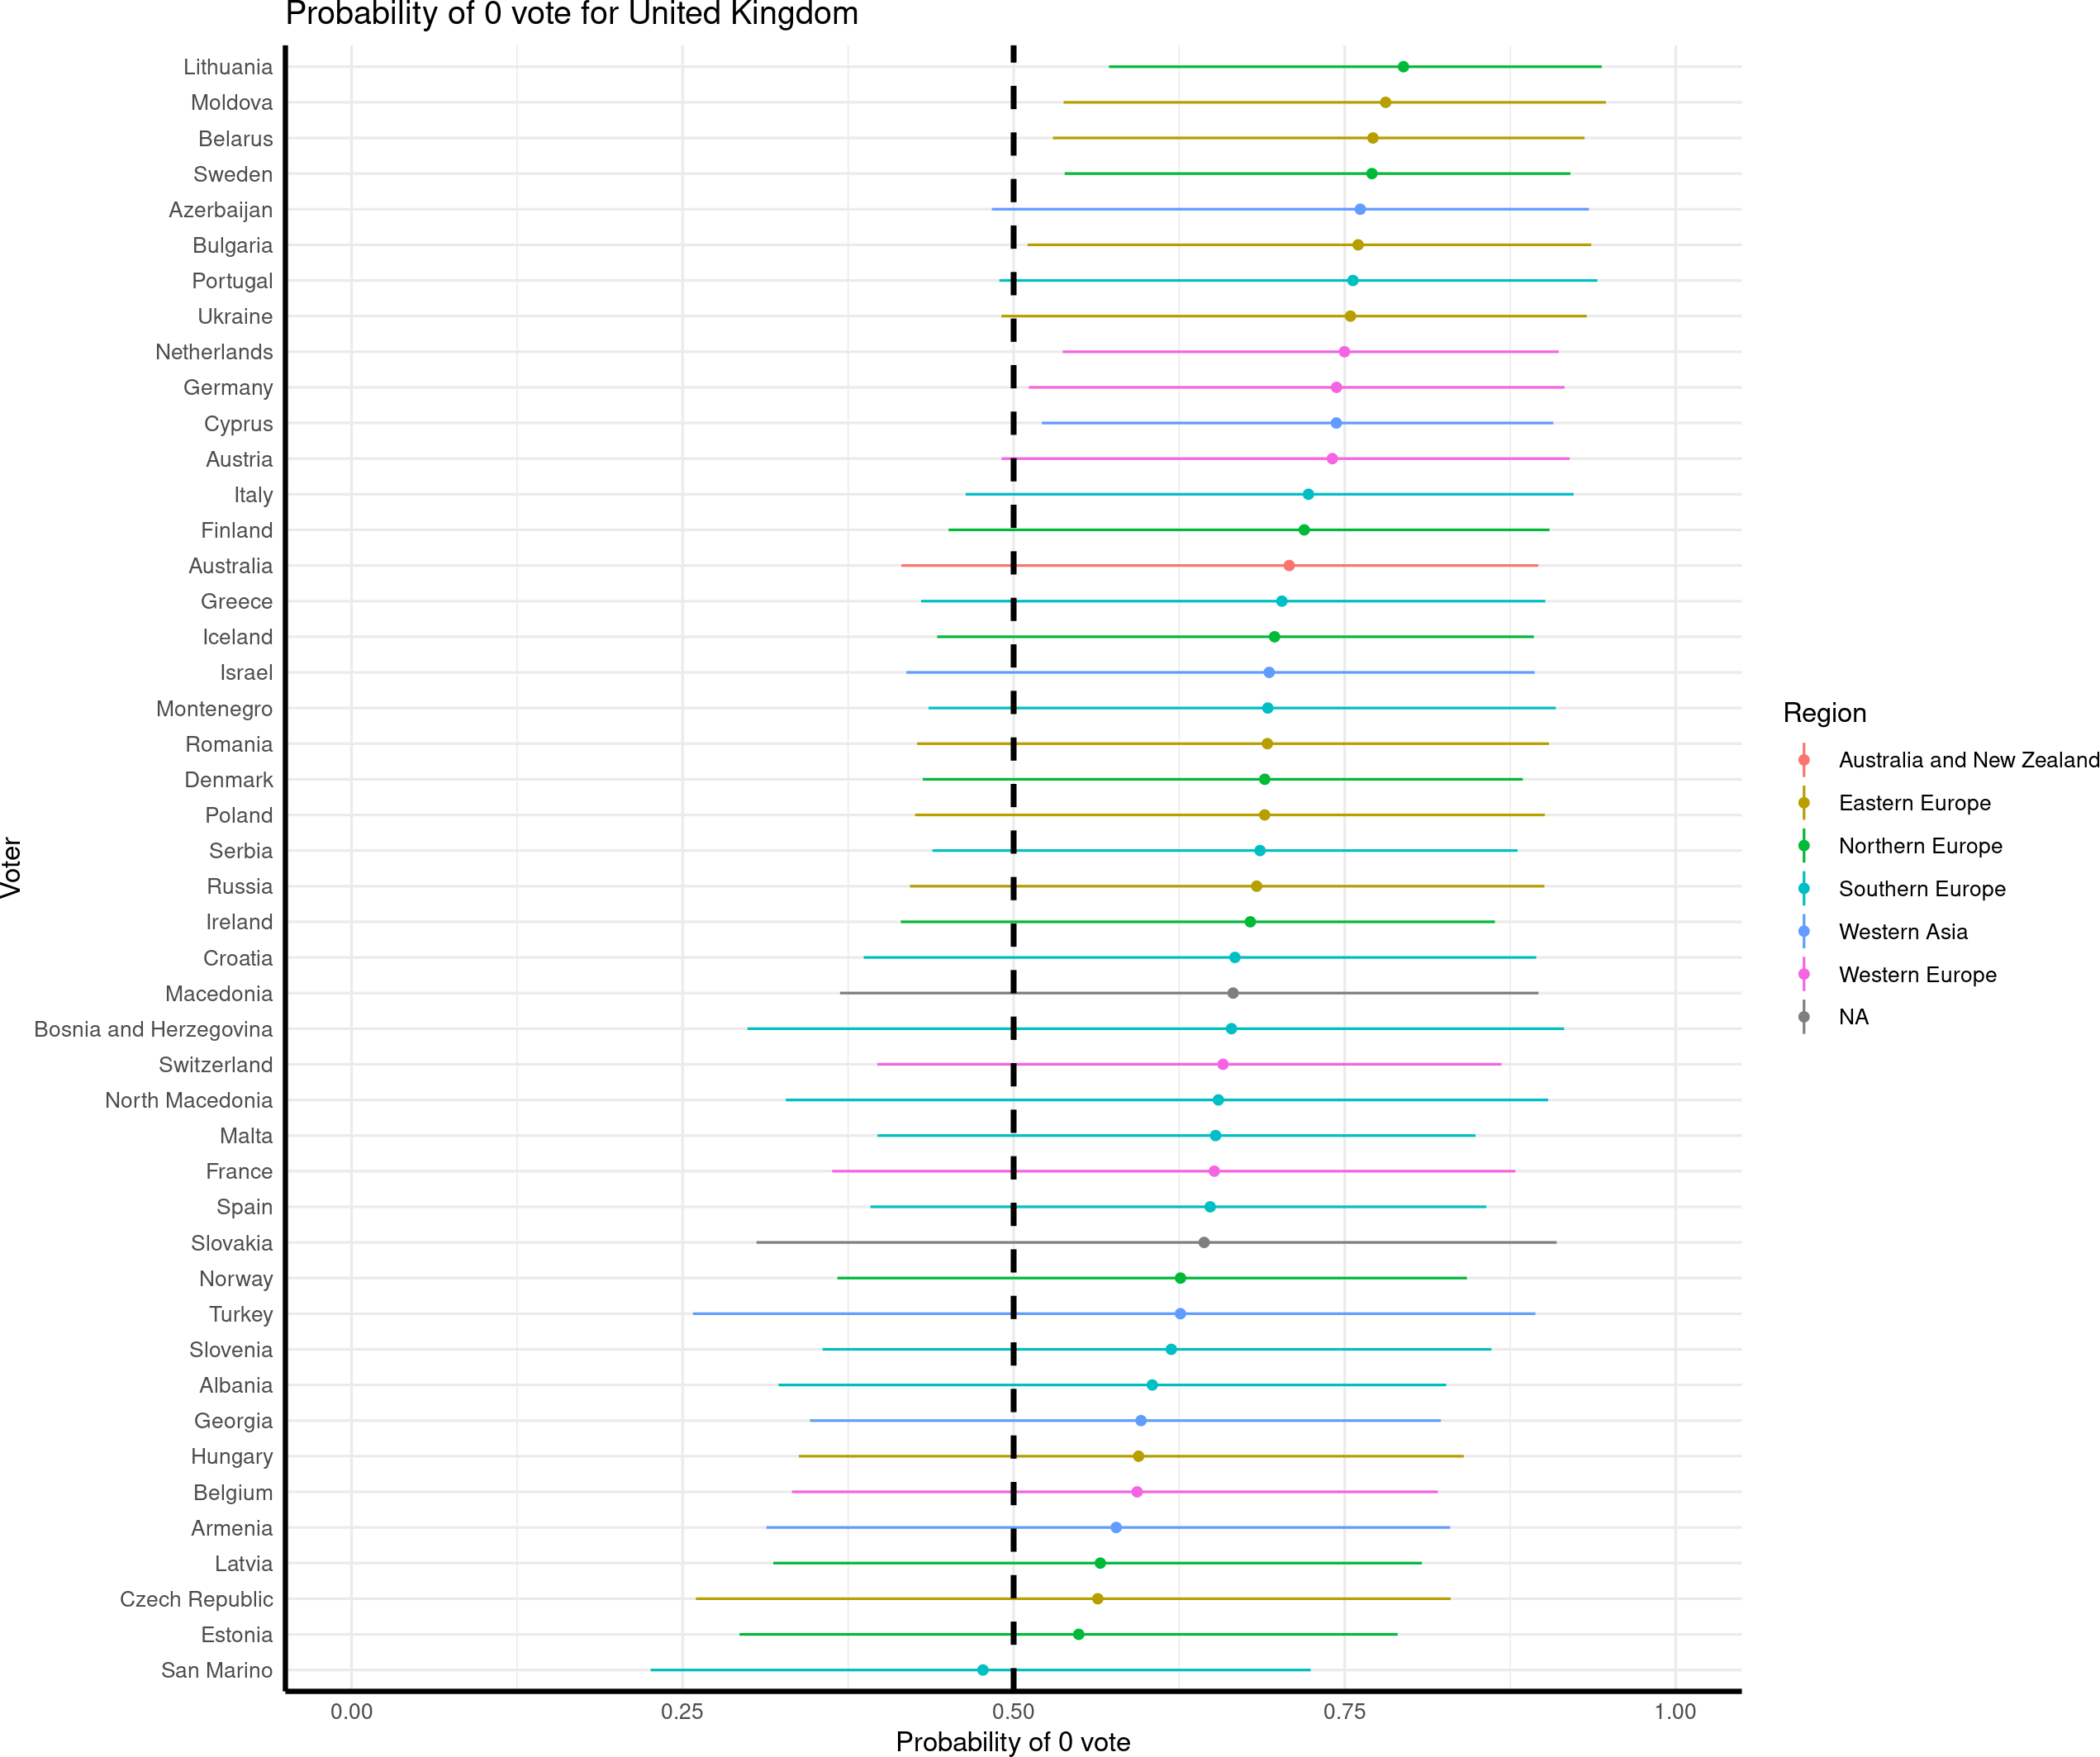 Probability of 0 vote for United Kingdom
Lithuania
Moldova
Belarus
Sweden
Azerbaijan
Bulgaria
Portugal
Ukraine
Netherlands
Germany
Cyprus
Austria
Italy
Finland
Australia
Greece
Iceland
Israel
Montenegro
Romania
Denmark
Poland
Serbia
Russia
Ireland
Croatia
Macedonia
Bosnia and Herzegovina
Switzerland
North Macedonia
Malta
France
Spain
Slovakia
Norway
Turkey
Slovenia
Albania
Georgia
Hungary
Belgium
Armenia
Latvia
Czech Republic
Estonia
San Marino
Voter
0.00 0.25 0.50 0.75 1.00
Probability of 0 vote
Region
Australia and New Zealand
Eastern Europe
Northern Europe
Southern Europe
Western Asia
Western Europe
NA